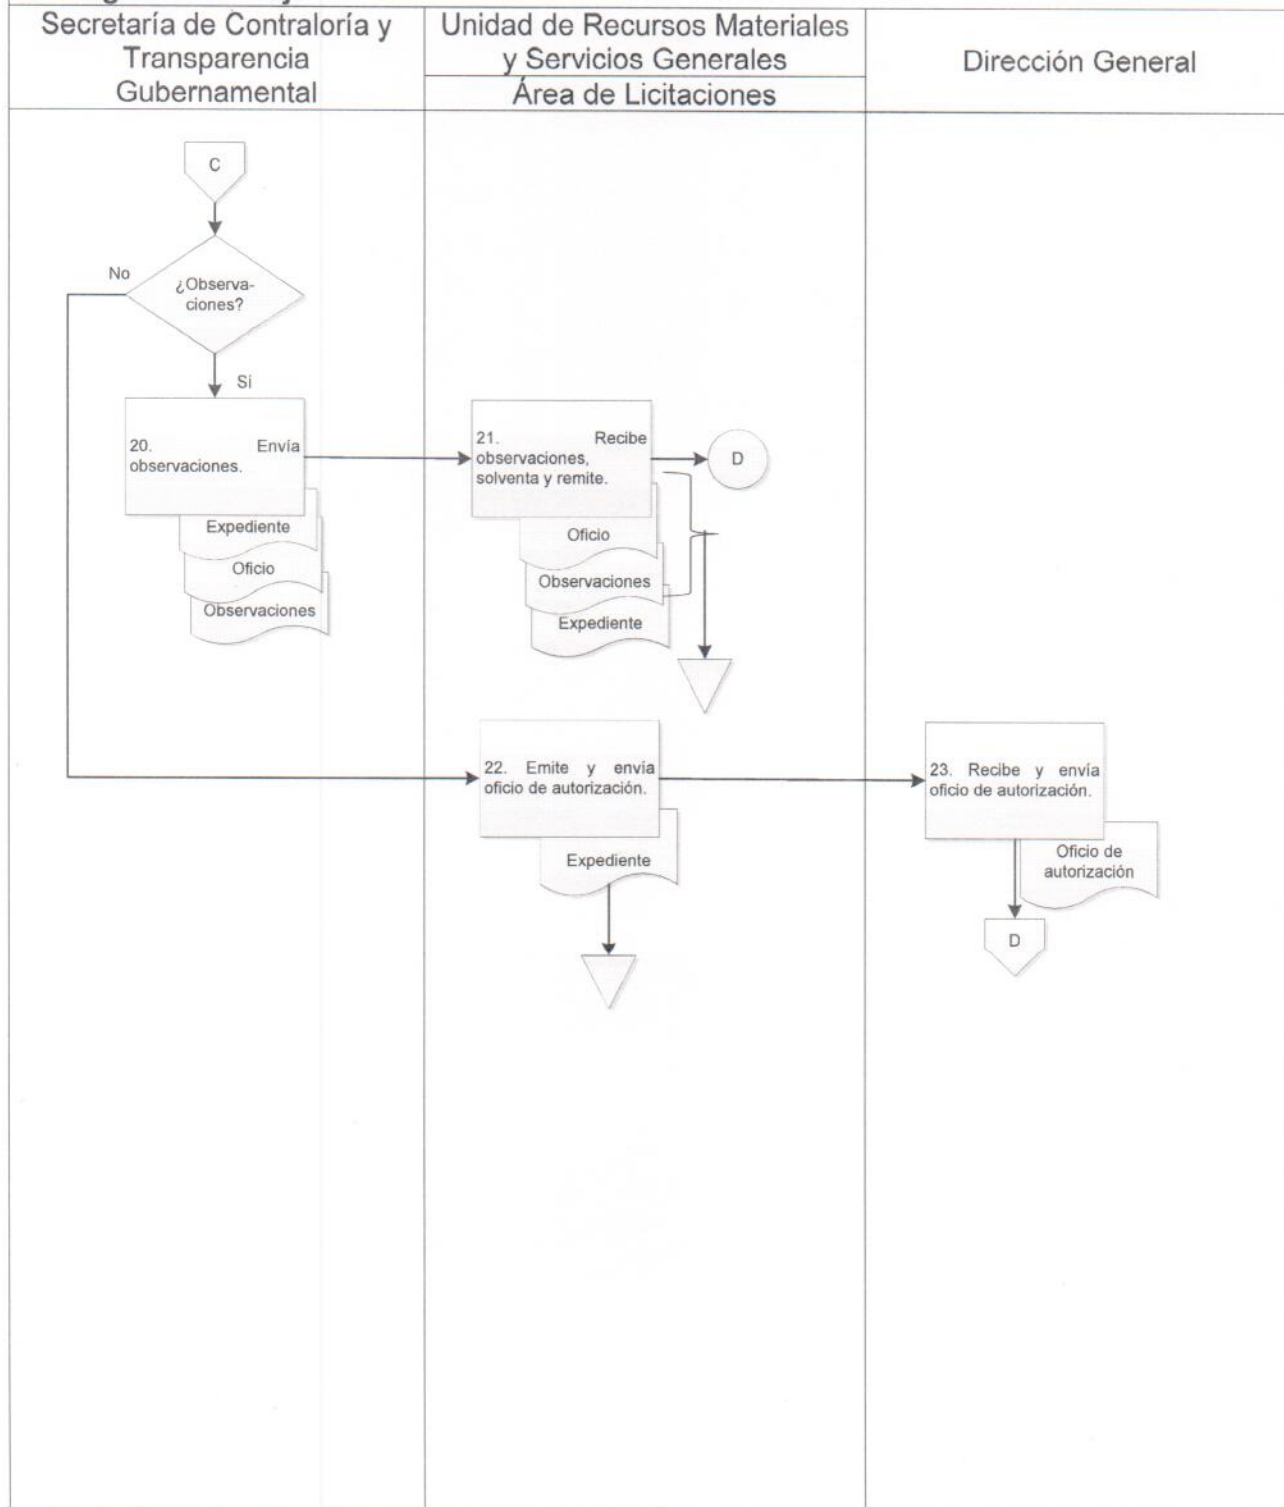 Secretaría de Contraloría y
Transparencia
Gubernamental
Unidad de Recursos Materiales
y Servicios Generales
Área de Licitaciones
Dirección General
C
No
¿Observa-
ciones?
Sí
20. Envía
observaciones.
Expediente
Oficio
Observaciones
21. Recibe
observaciones,
solventa y remite.
D
Oficio
Observaciones
Expediente
22. Emite y envía
oficio de autorización.
Expediente
23. Recibe y envía
oficio de autorización.
Oficio de
autorización
D